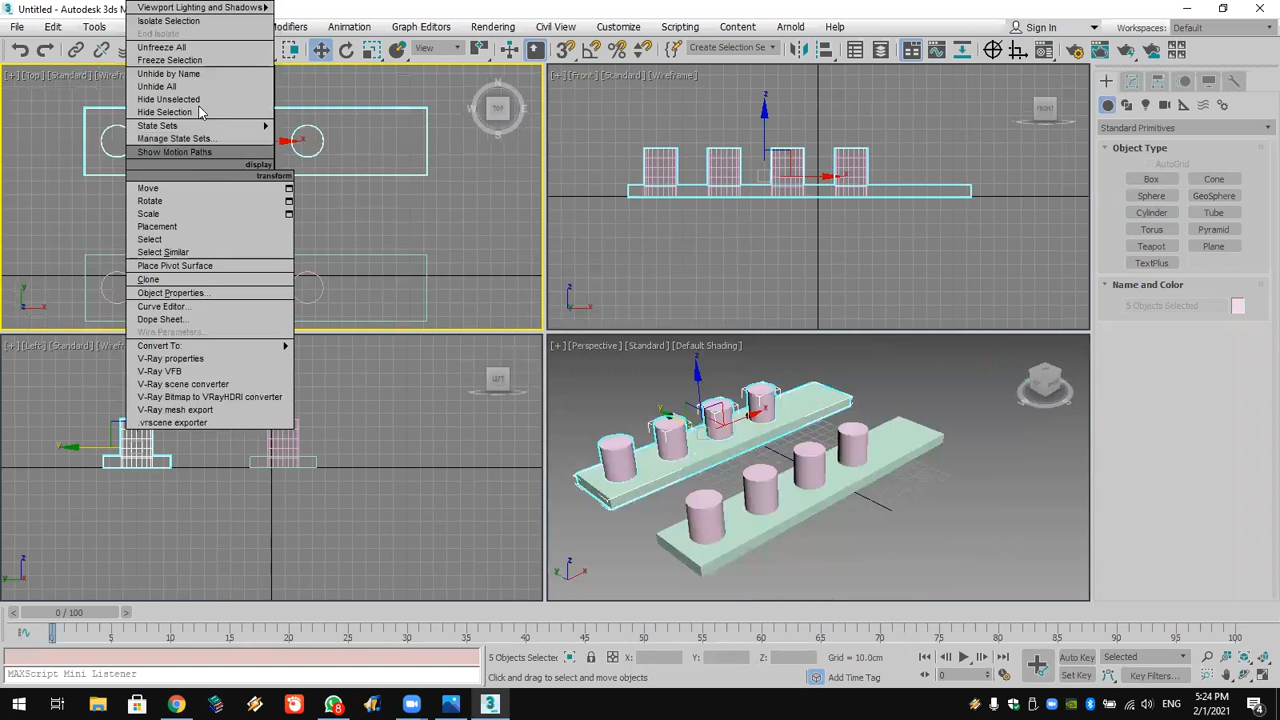 Untitled - Autodesk 3ds M
File
Edit
Tools
Modifiers
Animation
Graph Editors
Rendering
Civil View
Customize
Scripting
Interactive
Content
Arnold
Help
Sign In
Workspaces:
Default
View
Create Selection Se
Viewport Lighting and Shadows
Isolate Selection
End Isolate
Unfreeze All
Freeze Selection
Unhide by Name
Unhide All
Hide Unselected
Hide Selection
State Sets
Manage State Sets...
Show Motion Paths
display
transform
Move
Rotate
Scale
Placement
Select
Select Similar
Place Pivot Surface
Clone
Object Properties...
Curve Editor...
Dope Sheet...
Wire Parameters...
Convert To:
V-Ray properties
V-Ray VFB
V-Ray scene converter
V-Ray Bitmap to VRayHDRI converter
V-Ray mesh export
.vrscene exporter
[+] [Top] [Standard] [Wirefr
N
W
TOP
S
x
y
z
x
[+] [Front] [Standard] [Wireframe]
FRONT
z
x
z
y
x
[+] [Left] [Standard] [Wirefr
LEFT
y
z
y
x
[+] [Perspective] [Standard] [Default Shading]
z
y
x
z
y
x
Standard Primitives
Object Type
AutoGrid
Box
Cone
Sphere
GeoSphere
Cylinder
Tube
Torus
Pyramid
Teapot
Plane
TextPlus
Name and Color
5 Objects Selected
0 / 100
0 5 10 15 20 25 30 35 40 45 50 55 60 65 70 75 80 85 90 95 100
MAXScript Mini Listener
5 Objects Selected
X:
Y:
Z:
Grid = 10.0cm
Click and drag to select and move objects
Add Time Tag
Auto Key
Selected
Set Key
Key Filters...
0
5:24 PM
2/1/2021
4